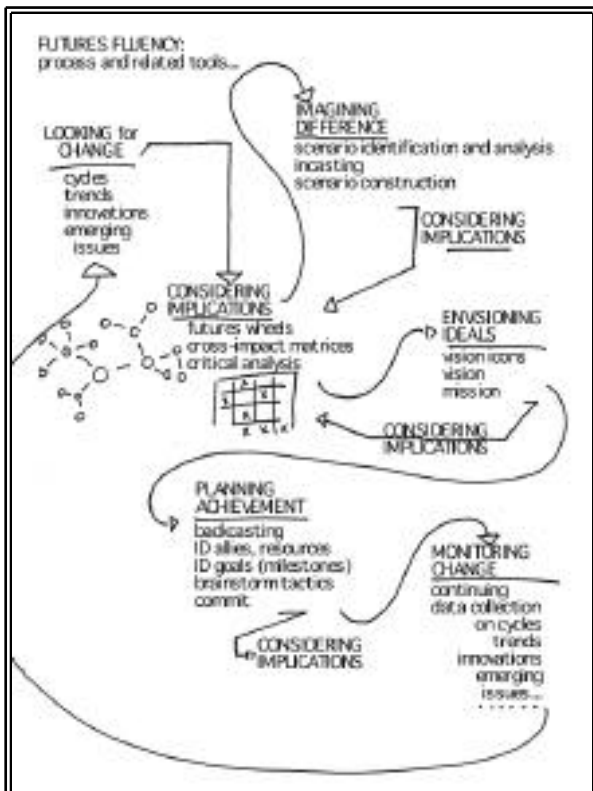 FUTURES FLUENCY:
process and related tools...
IMAGINING
DIFFERENCE
scenario identification and analysis
incasting
scenario construction
LOOKING for
CHANGE
cycles
trends
innovations
emerging
issues
CONSIDERING
IMPLICATIONS
CONSIDERING
IMPLICATIONS
futures wheels
cross-impact matrices
critical analysis
x
x
x
x
x x x
ENVISIONING
IDEALS
vision icons
vision
mission
CONSIDERING
IMPLICATIONS
PLANNING
ACHIEVEMENT
backcasting
ID allies, resources
ID goals (milestones)
brainstorm tactics
commit
CONSIDERING
IMPLICATIONS
MONITORING
CHANGE
continuing
data collection
on cycles
trends
innovations
emerging
issues...